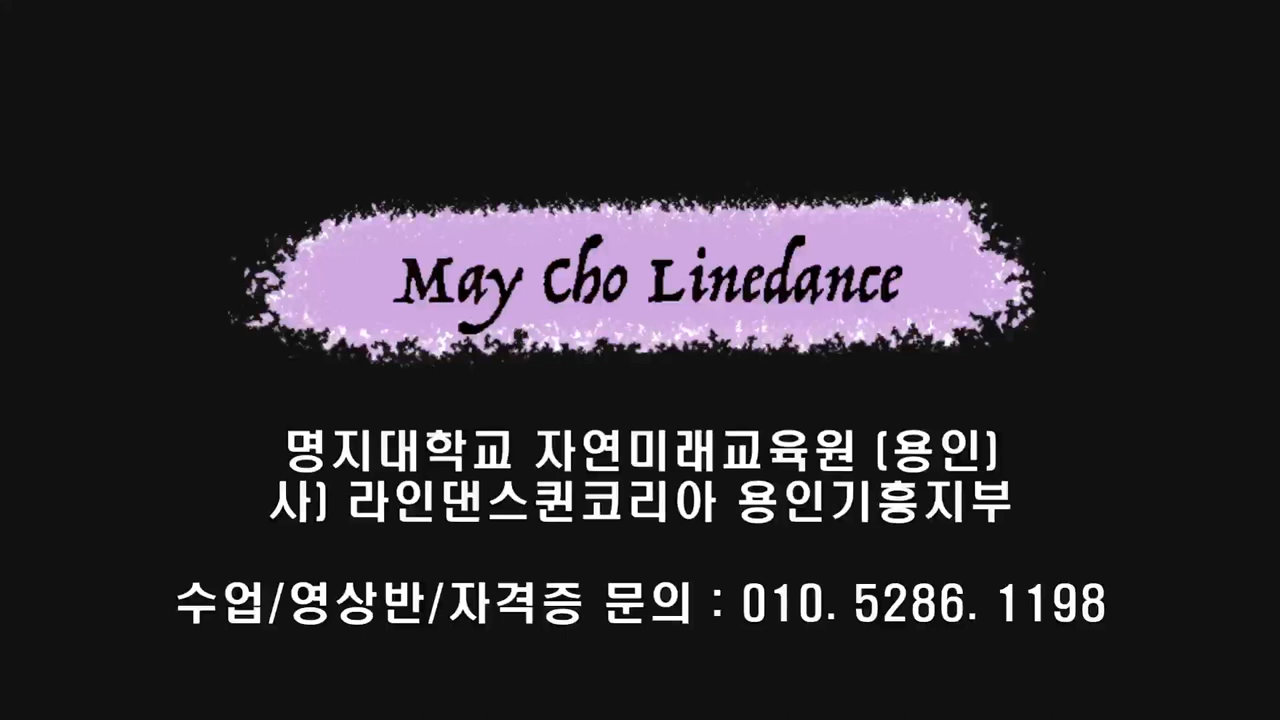 May Cho Linedance
명지대학교 자연미래교육원 (용인)
사) 라인댄스퀸코리아 용인기흥지부
수업/영상반/자격증 문의 : 010. 5286. 1198